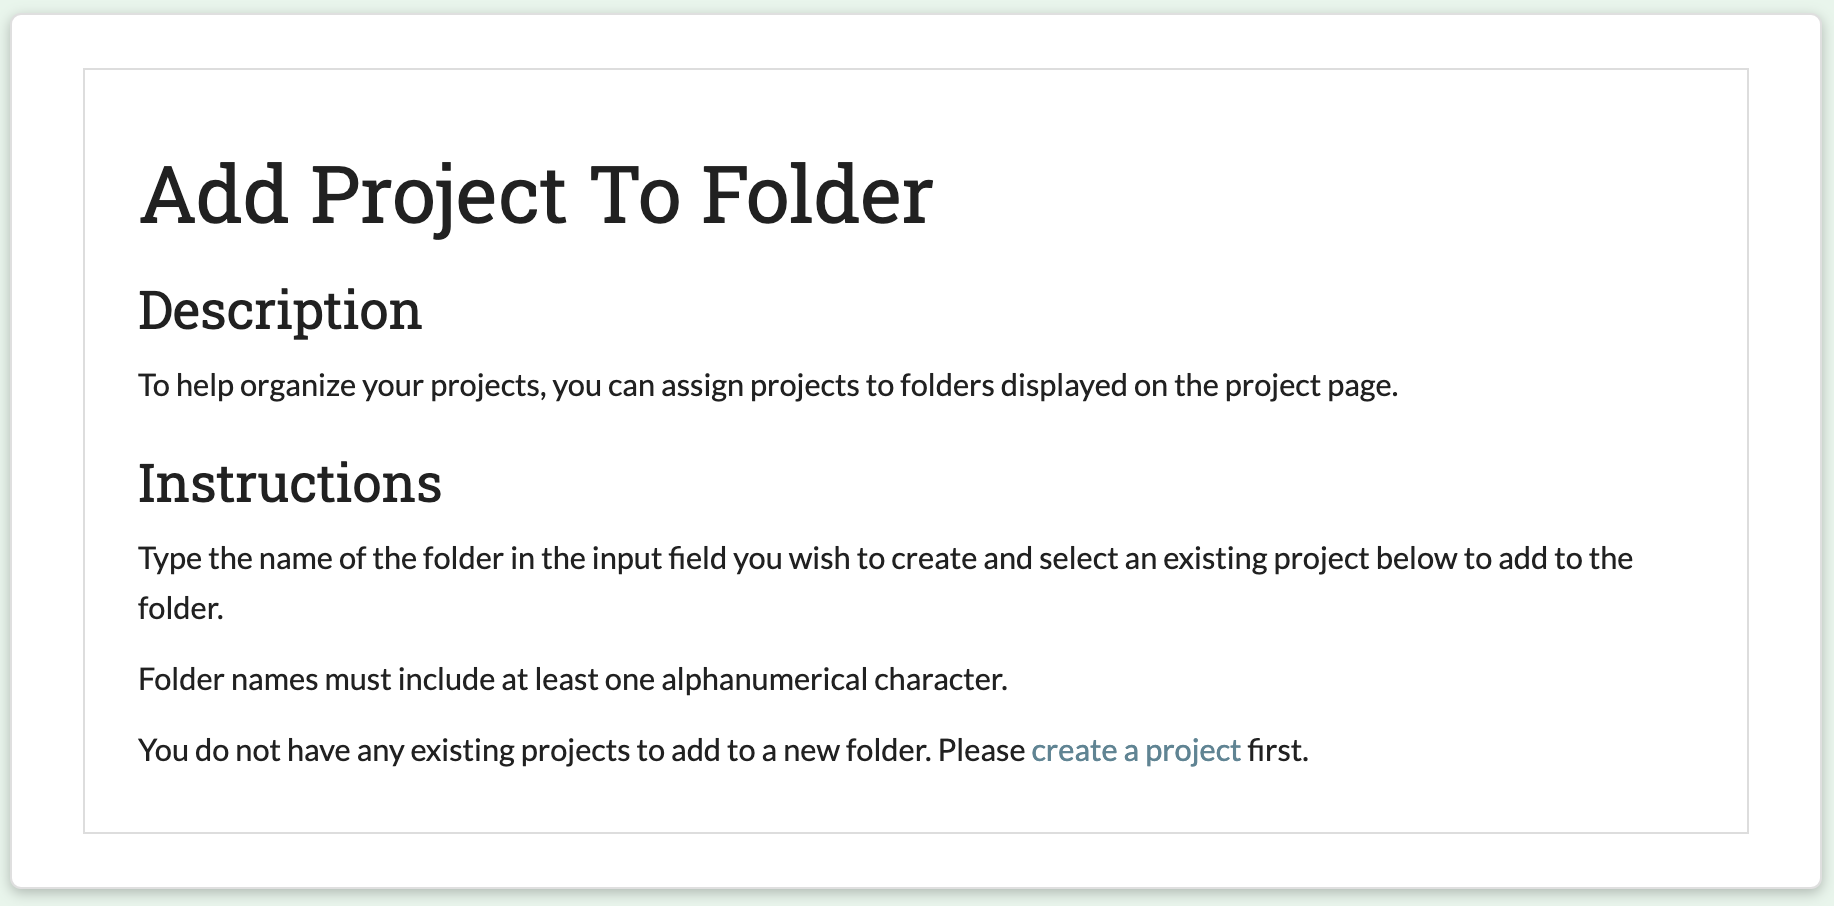 Add Project To Folder
Description
To help organize your projects, you can assign projects to folders displayed on the project page.
Instructions
Type the name of the folder in the input field you wish to create and select an existing project below to add to the
folder.
Folder names must include at least one alphanumerical character.
You do not have any existing projects to add to a new folder. Please create a project first.